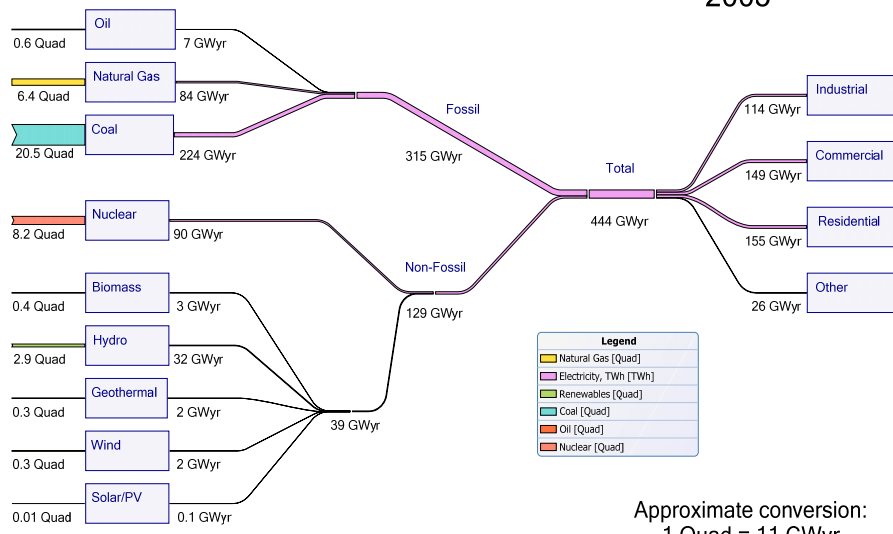 Oil
0.6 Quad
7 GWyr
Natural Gas
6.4 Quad
84 GWyr
Coal
20.5 Quad
224 GWyr
Fossil
315 GWyr
Nuclear
8.2 Quad
90 GWyr
Non-Fossil
129 GWyr
Biomass
0.4 Quad
3 GWyr
Hydro
2.9 Quad
32 GWyr
Geothermal
0.3 Quad
2 GWyr
Wind
0.3 Quad
2 GWyr
Solar/PV
0.01 Quad
0.1 GWyr
39 GWyr
Total
444 GWyr
Industrial
114 GWyr
Commercial
149 GWyr
Residential
155 GWyr
Other
26 GWyr
Legend
Natural Gas [Quad]
Electricity, TWh [TWh]
Renewables [Quad]
Coal [Quad]
Oil [Quad]
Nuclear [Quad]
Approximate conversion:
1 Quad = 11 GWyr